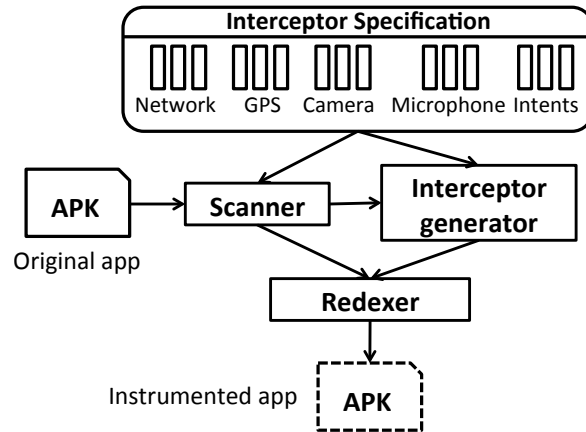 Interceptor Specification
Network GPS Camera Microphone Intents
APK
Scanner
Interceptor
generator
Original app
Redexer
Instrumented app
APK